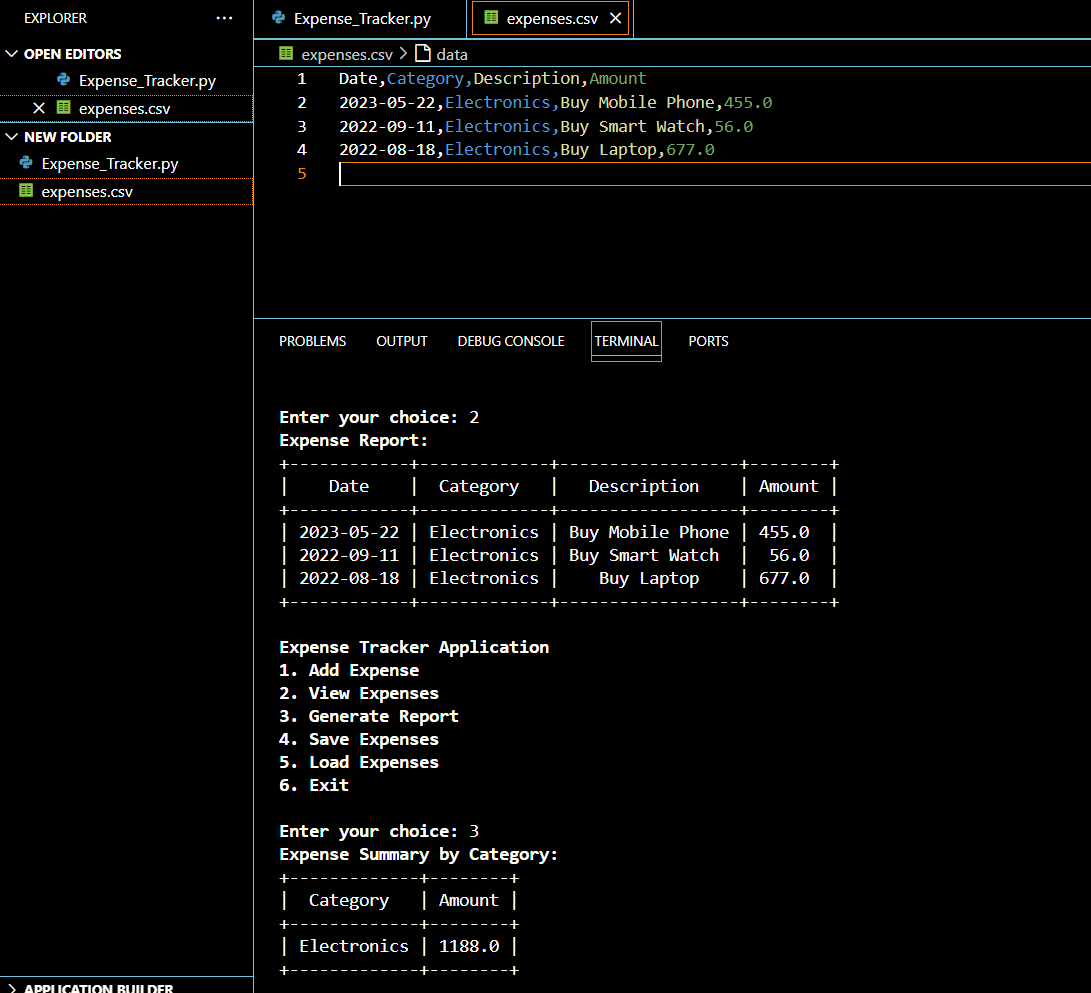 EXPLORER ...
OPEN EDITORS
Expense_Tracker.py
expenses.csv
NEW FOLDER
Expense_Tracker.py
expenses.csv
APPLICATION BUILDER
Expense_Tracker.py expenses.csv
expenses.csv > data
1 Date,Category,Description,Amount
2 2023-05-22,Electronics,Buy Mobile Phone,455.0
3 2022-09-11,Electronics,Buy Smart Watch,56.0
4 2022-08-18,Electronics,Buy Laptop,677.0
5
PROBLEMS OUTPUT DEBUG CONSOLE TERMINAL PORTS
Enter your choice: 2
Expense Report:
+------------+-------------+------------------+--------+
|    Date    |  Category   |   Description    | Amount |
+------------+-------------+------------------+--------+
| 2023-05-22 | Electronics | Buy Mobile Phone | 455.0  |
| 2022-09-11 | Electronics | Buy Smart Watch  |  56.0  |
| 2022-08-18 | Electronics |    Buy Laptop    | 677.0  |
+------------+-------------+------------------+--------+
Expense Tracker Application
1. Add Expense
2. View Expenses
3. Generate Report
4. Save Expenses
5. Load Expenses
6. Exit
Enter your choice: 3
Expense Summary by Category:
+-------------+--------+
|  Category   | Amount |
+-------------+--------+
| Electronics | 1188.0 |
+-------------+--------+